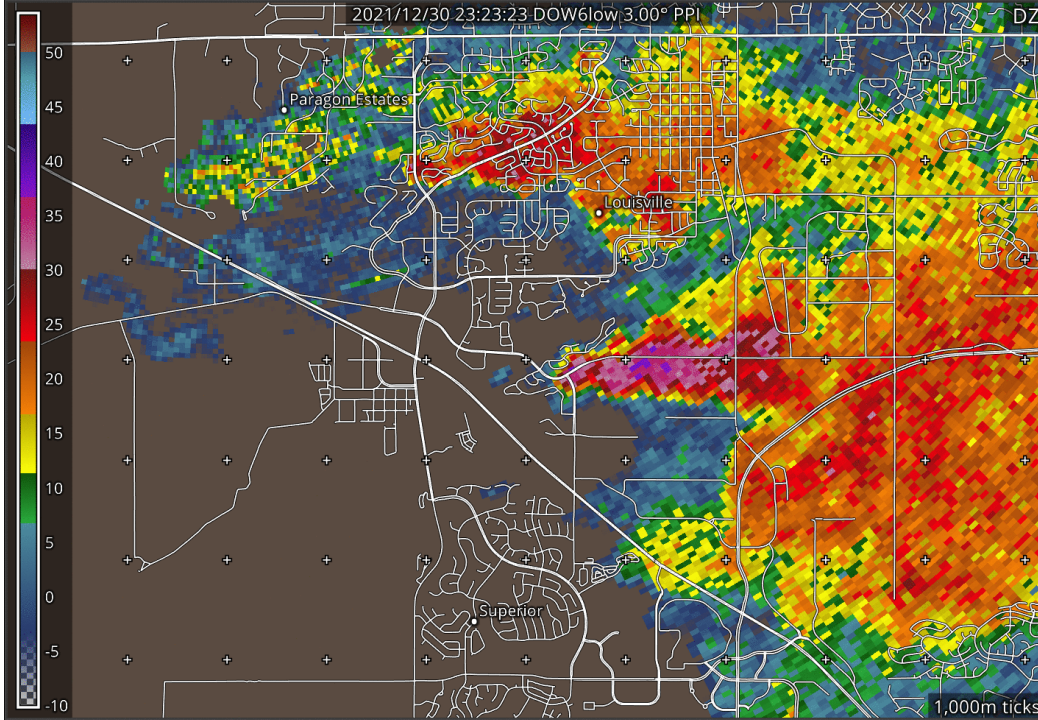 2021/12/30 23:23:23 DOW6low 3.00° PPI
DZ
50
45
40
35
30
25
20
15
10
5
0
-5
-10
Paragon Estates
Louisville
Superior
1,000m ticks